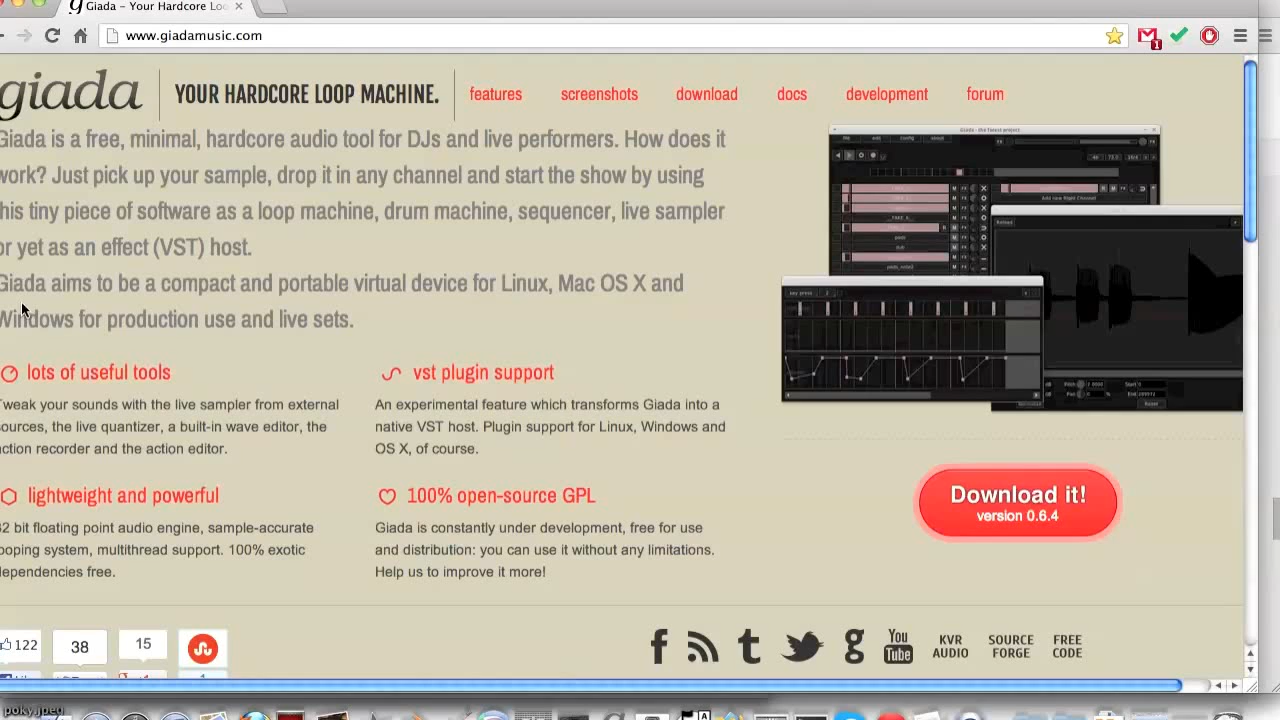 Giada – Your Hardcore Loo
www.giadamusic.com
1
giada
YOUR HARDCORE LOOP MACHINE.
features
screenshots
download
docs
development
forum
Giada is a free, minimal, hardcore audio tool for DJs and live performers. How does it
work? Just pick up your sample, drop it in any channel and start the show by using
this tiny piece of software as a loop machine, drum machine, sequencer, live sampler
or yet as an effect (VST) host.
Giada aims to be a compact and portable virtual device for Linux, Mac OS X and
Windows for production use and live sets.
lots of useful tools
Tweak your sounds with the live sampler from external
sources, the live quantizer, a built-in wave editor, the
action recorder and the action editor.
vst plugin support
An experimental feature which transforms Giada into a
native VST host. Plugin support for Linux, Windows and
OS X, of course.
lightweight and powerful
32 bit floating point audio engine, sample-accurate
looping system, multithread support. 100% exotic
dependencies free.
100% open-source GPL
Giada is constantly under development, free for use
and distribution: you can use it without any limitations.
Help us to improve it more!
Download it!
version 0.6.4
122
38
15
1
You
Tube
KVR
AUDIO
SOURCE
FORGE
FREE
CODE
poky.jpeg